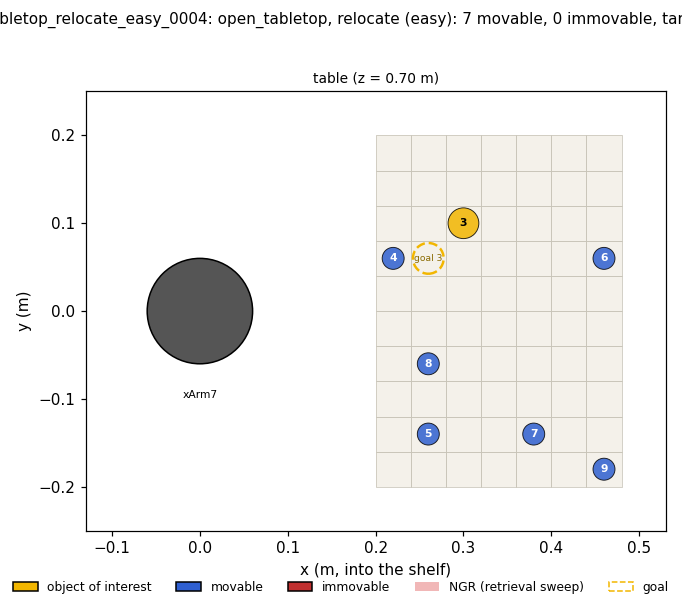 bletop_relocate_easy_0004: open_tabletop, relocate (easy): 7 movable, 0 immovable, tar
table (z = 0.70 m)
0.2
0.1
0.0
−0.1
−0.2
y (m)
3
4
goal 3
6
8
5
7
9
xArm7
−0.1
0.0
0.1
0.2
0.3
0.4
0.5
x (m, into the shelf)
object of interest
movable
immovable
NGR (retrieval sweep)
goal